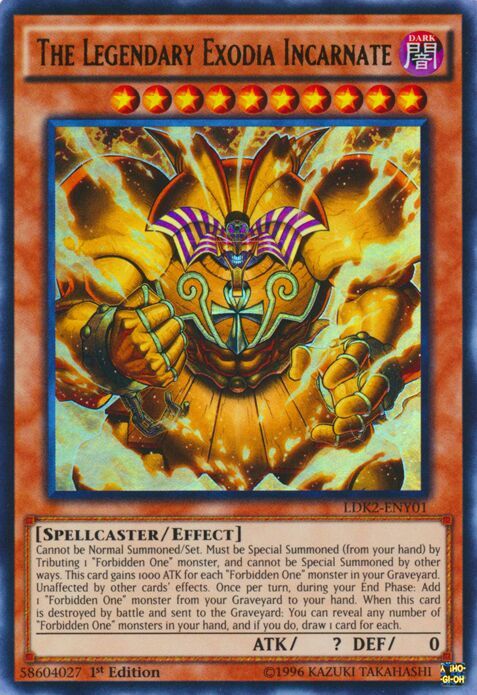 THE LEGENDARY EXODIA INCARNATE
DARK
闇
LDK2-ENY01
[SPELLCASTER/EFFECT]
Cannot be Normal Summoned/Set. Must be Special Summoned (from your hand) by
Tributing 1 "Forbidden One" monster, and cannot be Special Summoned by other
ways. This card gains 1000 ATK for each "Forbidden One" monster in your Graveyard.
Unaffected by other cards' effects. Once per turn, during your End Phase: Add
1 "Forbidden One" monster from your Graveyard to your hand. When this card
is destroyed by battle and sent to the Graveyard: You can reveal any number of
"Forbidden One" monsters in your hand, and if you do, draw 1 card for each.
ATK/ ? DEF/ 0
58604027 1st Edition ©1996 KAZUKI TAKAHASHI